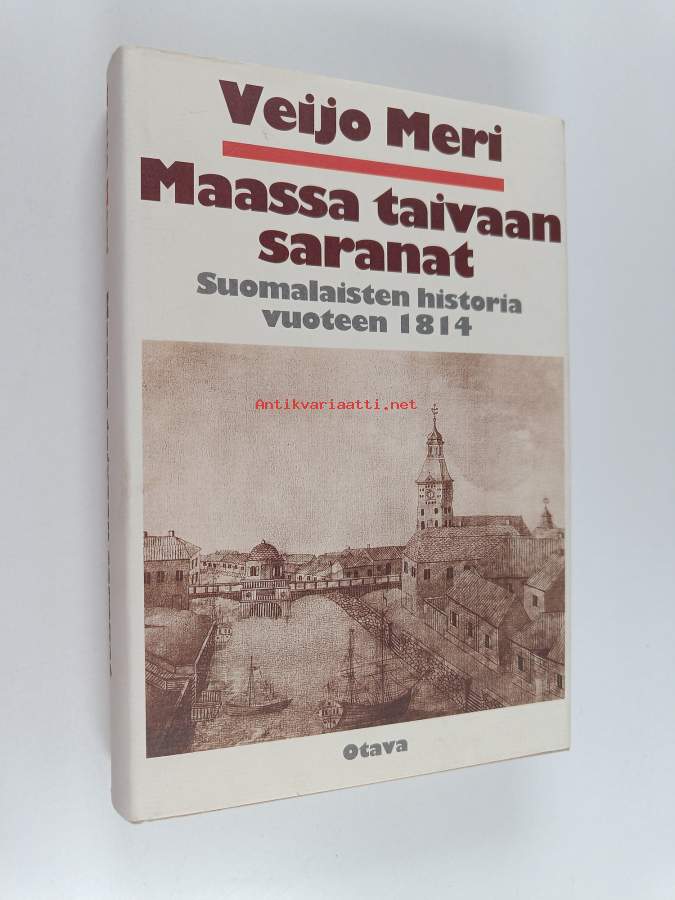 Veijo Meri
Maassa taivaan
saranat
Suomalaisten historia
vuoteen 1814
Antikvariaatti.net
Otava